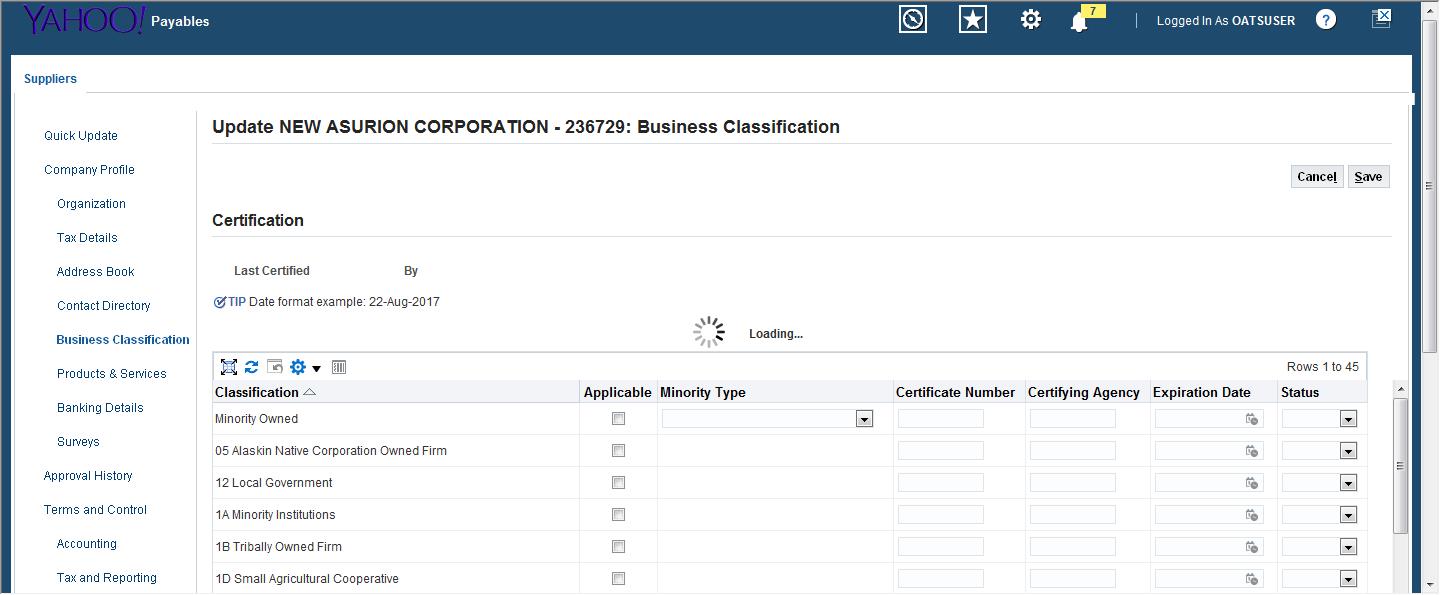 YAHOO! Payables 7 Logged In As OATSUSER ?
Suppliers
Update NEW ASURION CORPORATION - 236729: Business Classification
Quick Update
Company Profile
Organization
Tax Details
Address Book
Contact Directory
Business Classification
Products & Services
Banking Details
Surveys
Approval History
Terms and Control
Accounting
Tax and Reporting
Cancel Save
Certification
Last Certified By
TIP Date format example: 22-Aug-2017
Loading...
Rows 1 to 45
Classification Applicable Minority Type Certificate Number Certifying Agency Expiration Date Status
Minority Owned
05 Alaskin Native Corporation Owned Firm
12 Local Government
1A Minority Institutions
1B Tribally Owned Firm
1D Small Agricultural Cooperative